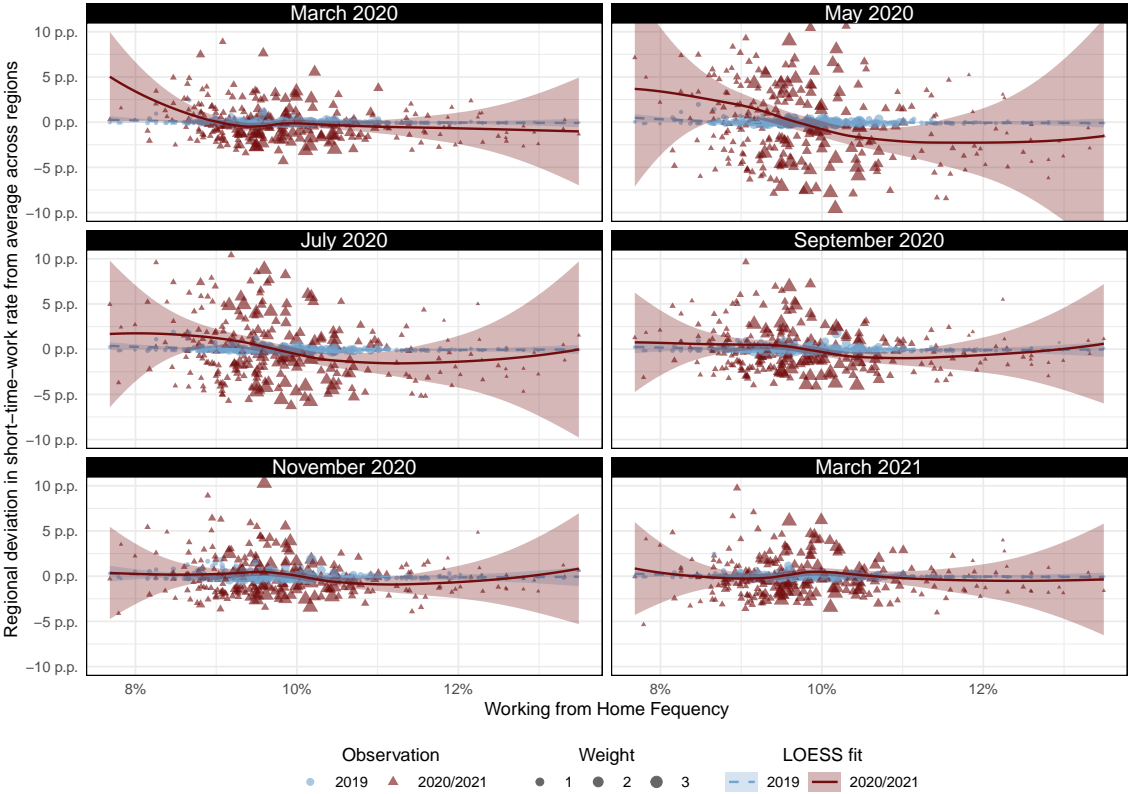 March 2020
May 2020
10 p.p.
5 p.p.
0 p.p.
−5 p.p.
−10 p.p.
July 2020
September 2020
10 p.p.
5 p.p.
0 p.p.
−5 p.p.
−10 p.p.
November 2020
March 2021
10 p.p.
5 p.p.
0 p.p.
−5 p.p.
−10 p.p.
8% 10% 12% 8% 10% 12%
Regional deviation in short−time−work rate from average across regions
Working from Home Fequency
Observation Weight LOESS fit
2019 2020/2021 1 2 3 2019 2020/2021